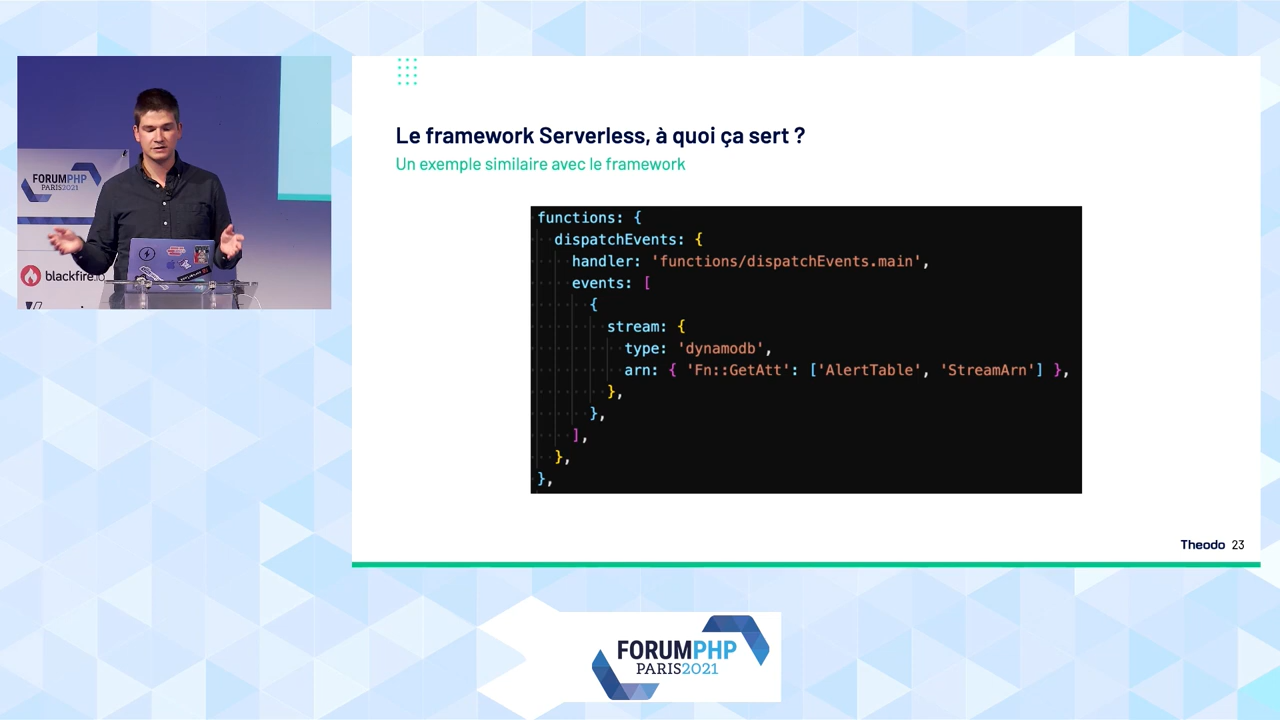 FORUMPHP
PARIS2021
blackfire.io
Le framework Serverless, à quoi ça sert ?
Un exemple similaire avec le framework
functions: {
dispatchEvents: {
handler: 'functions/dispatchEvents.main',
events: [
{
stream: {
type: 'dynamodb',
arn: { 'Fn::GetAtt': ['AlertTable', 'StreamArn'] },
},
},
],
},
},
Theodo 23
FORUMPHP
PARIS2021